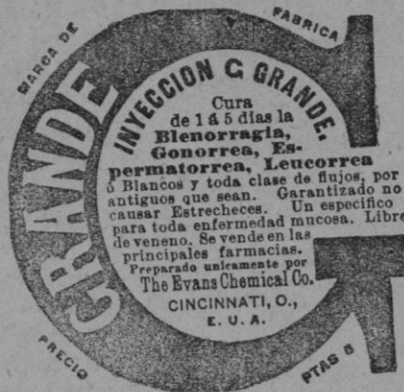 MARCA DE
FABRICA
GRANDE
INYECCION G GRANDE.
Cura
de 1 á 5 dias la
Blenorragia,
Gonorrea, Es-
permatorrea, Leucorrea
ó Blancos y toda clase de flujos, por
antiguos que sean. Garantizado no
causar Estrecheces. Un especifico
para toda enfermedad mucosa. Libre
de veneno. Se vende en las
principales farmacias.
Preparado unicamente por
The Evans Chemical Co.
CINCINNATI, O.,
E. U. A.
PRECIO
PTAS 5